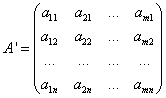 a₁₁ a₂₁ ... aₘ₁
A' = a₁₂ a₂₂ ... aₘ₂
... ... ... ...
a₁ₙ a₂ₙ ... aₘₙ